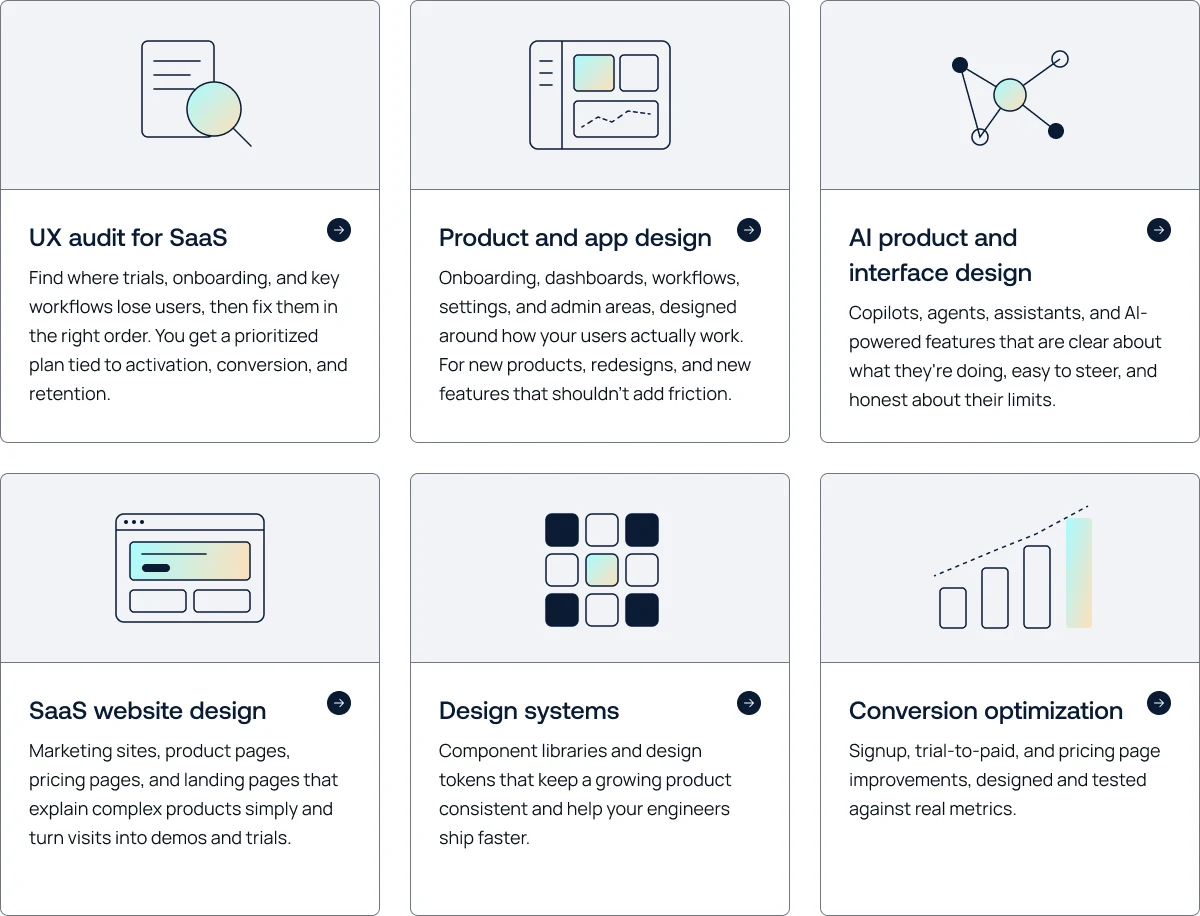 UX audit for SaaS
Find where trials, onboarding, and key
workflows lose users, then fix them in
the right order. You get a prioritized
plan tied to activation, conversion, and
retention.
Product and app design
Onboarding, dashboards, workflows,
settings, and admin areas, designed
around how your users actually work.
For new products, redesigns, and new
features that shouldn't add friction.
AI product and
interface design
Copilots, agents, assistants, and AI-
powered features that are clear about
what they're doing, easy to steer, and
honest about their limits.
SaaS website design
Marketing sites, product pages,
pricing pages, and landing pages that
explain complex products simply and
turn visits into demos and trials.
Design systems
Component libraries and design
tokens that keep a growing product
consistent and help your engineers
ship faster.
Conversion optimization
Signup, trial-to-paid, and pricing page
improvements, designed and tested
against real metrics.